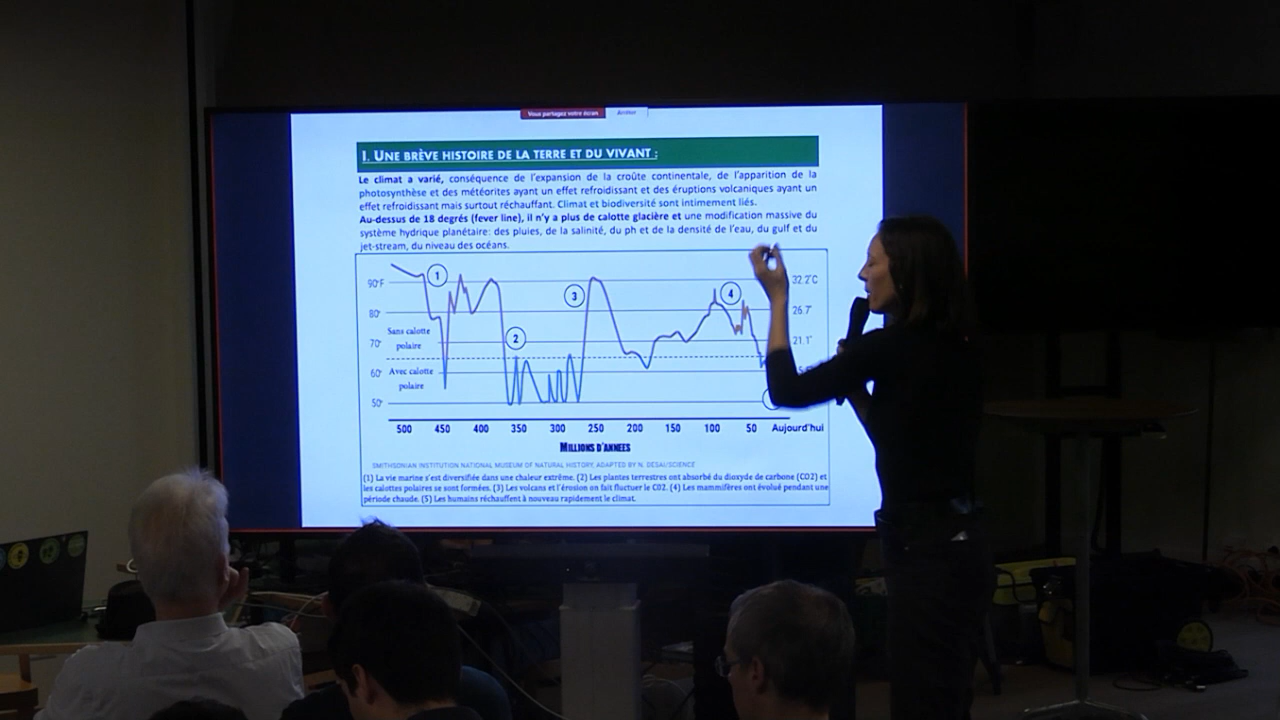 Vous partagez votre écran
Arrêter
I. UNE BRÈVE HISTOIRE DE LA TERRE ET DU VIVANT :
Le climat a varié, conséquence de l'expansion de la croûte continentale, de l'apparition de la
photosynthèse et des météorites ayant un effet refroidissant et des éruptions volcaniques ayant un
effet refroidissant mais surtout réchauffant. Climat et biodiversité sont intimement liés.
Au-dessus de 18 degrés (fever line), il n'y a plus de calotte glacière et une modification massive du
système hydrique planétaire: des pluies, de la salinité, du ph et de la densité de l'eau, du gulf et du
jet-stream, du niveau des océans.
1
90°F
32.2°C
3
4
80°
26.7°
Sans calotte
polaire
2
70°
21.1°
60°
Avec calotte
polaire
50°
500 450 400 350 300 250 200 150 100 50 Aujourd'hui
MILLIONS D'ANNEES
SMITHSONIAN INSTITUTION NATIONAL MUSEUM OF NATURAL HISTORY, ADAPTED BY N. DESAI/SCIENCE
(1) La vie marine s'est diversifiée dans une chaleur extrême. (2) Les plantes terrestres ont absorbé du dioxyde de carbone (CO2) et
les calottes polaires se sont formées. (3) Les volcans et l'érosion on fait fluctuer le CO2. (4) Les mammifères ont évolué pendant une
période chaude. (5) Les humains réchauffent à nouveau rapidement le climat.